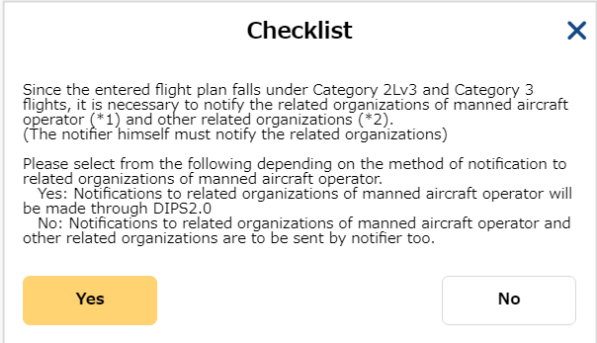 Checklist
Since the entered flight plan falls under Category 2Lv3 and Category 3
flights, it is necessary to notify the related organizations of manned aircraft
operator (*1) and other related organizations (*2).
(The notifier himself must notify the related organizations)
Please select from the following depending on the method of notification to
related organizations of manned aircraft operator.
Yes: Notifications to related organizations of manned aircraft operator will
be made through DIPS2.0
No: Notifications to related organizations of manned aircraft operator and
other related organizations are to be sent by notifier too.
Yes
No